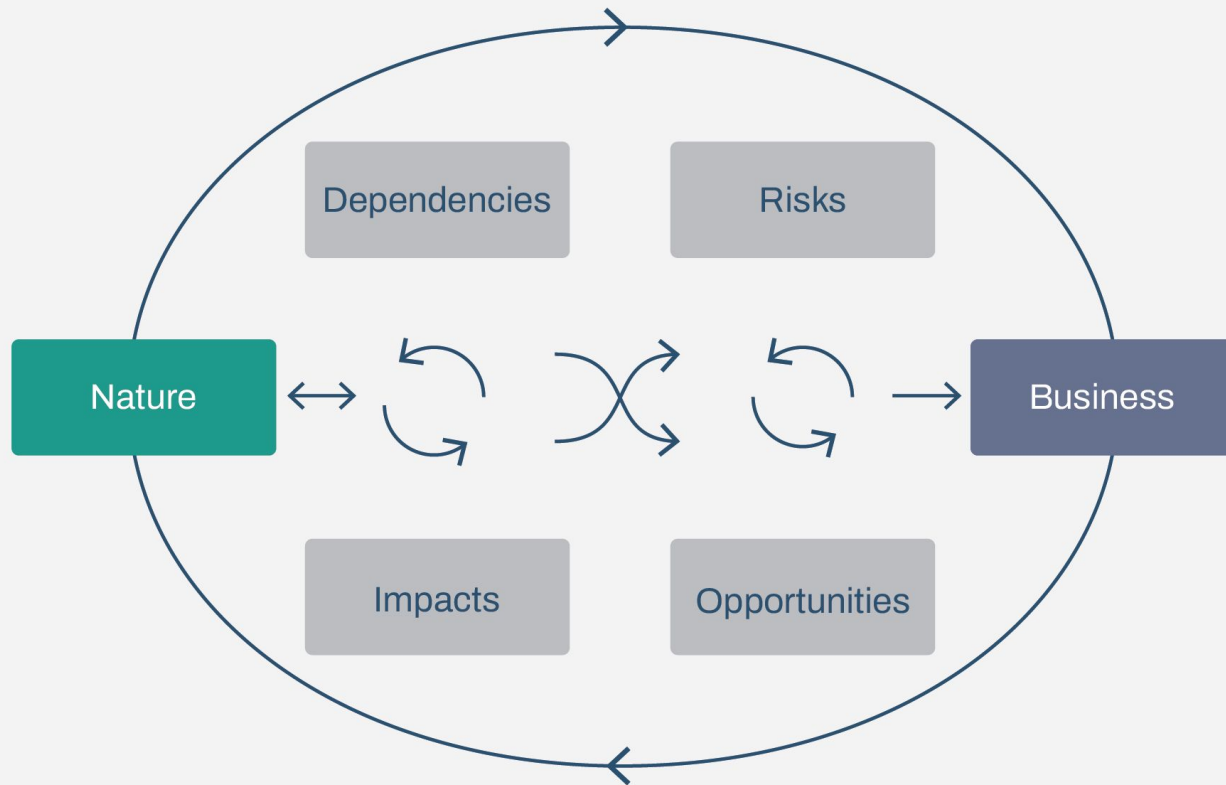 Dependencies
Risks
Nature
Business
Impacts
Opportunities